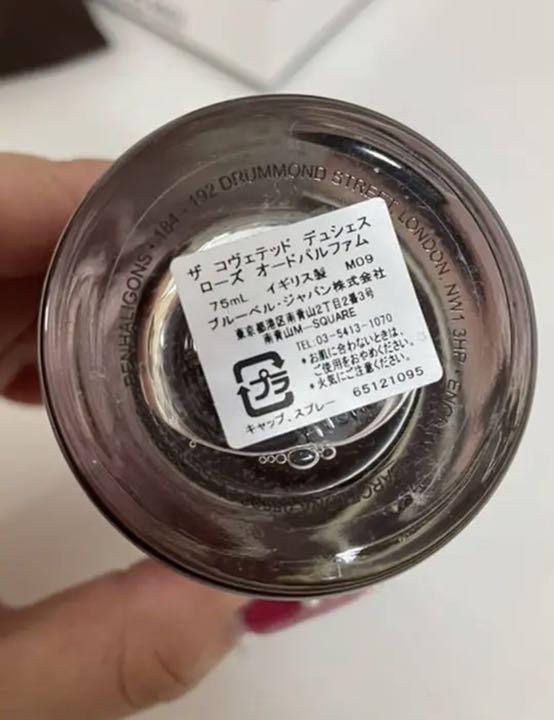 PENHALIGONS • 184 - 192 DRUMMOND STREET LONDON NW1 3HP •
ザ コヴェテッド デュシェス
ローズ オードパルファム
75mL イギリス製 M09
ブルーベル・ジャパン株式会社
東京都港区南青山2丁目2番3号
南青山M-SQUARE
TEL:03-5413-1070
•お肌に合わないときは、
ご使用をおやめください。
•火気にご注意ください。
プラ
キャップ、スプレー 65121095